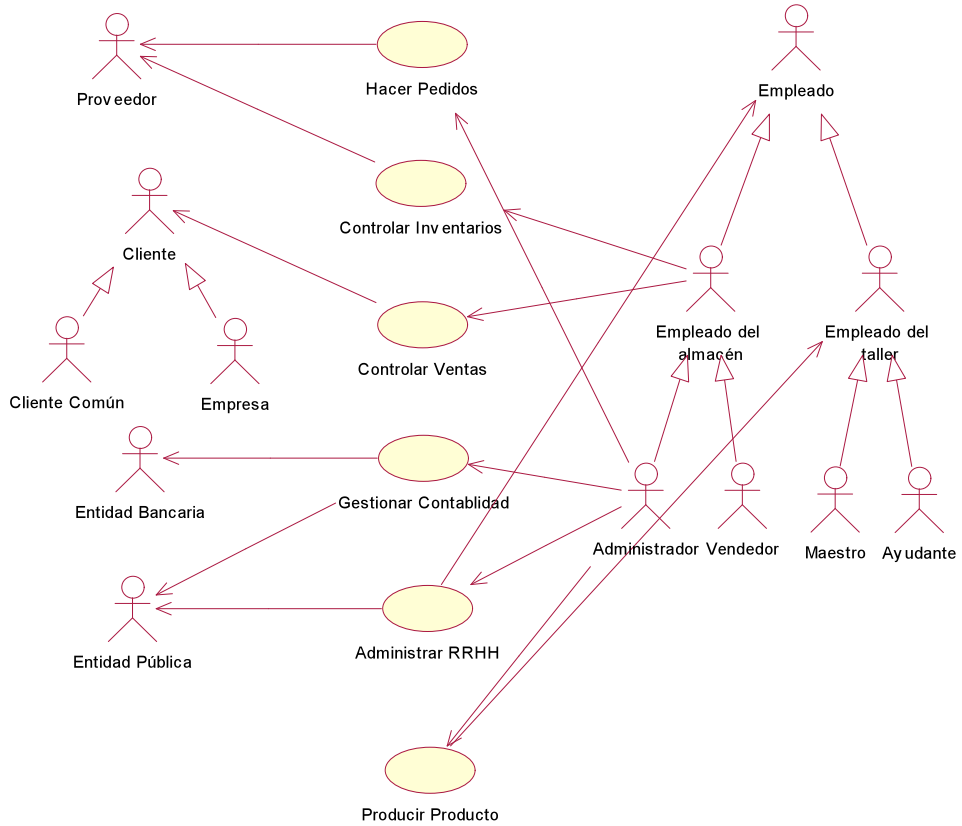 Proveedor
Hacer Pedidos
Empleado
Controlar Inventarios
Cliente
Empleado del
almacén
Empleado del
taller
Controlar Ventas
Cliente Común
Empresa
Entidad Bancaria
Gestionar Contablidad
Administrador
Vendedor
Maestro
Ayudante
Entidad Pública
Administrar RRHH
Producir Producto